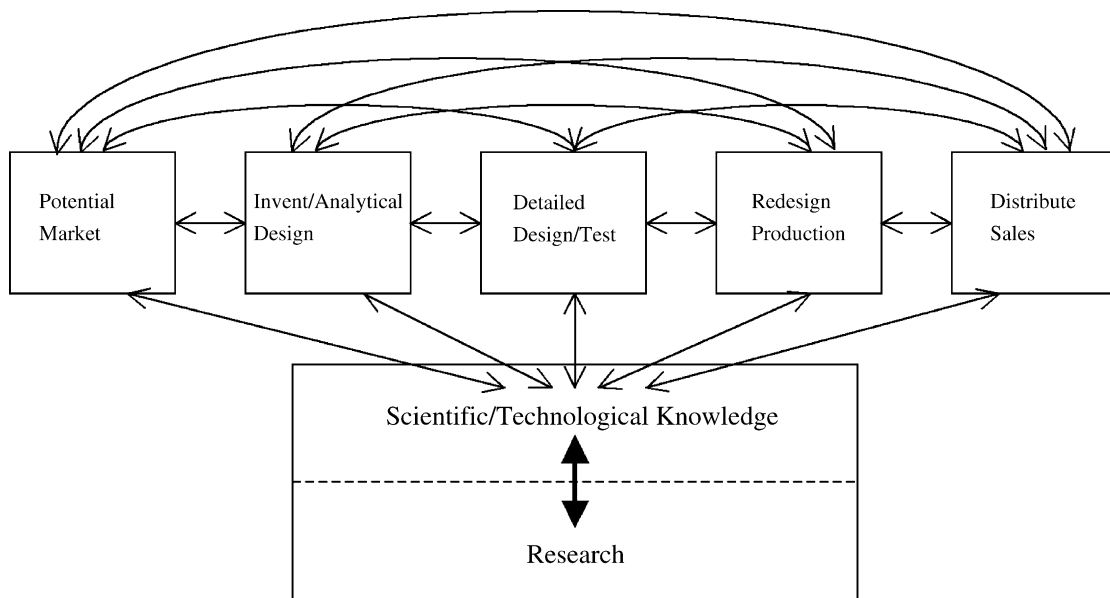 Potential
Market
Invent/Analytical
Design
Detailed
Design/Test
Redesign
Production
Distribute
Sales
Scientific/Technological Knowledge
Research